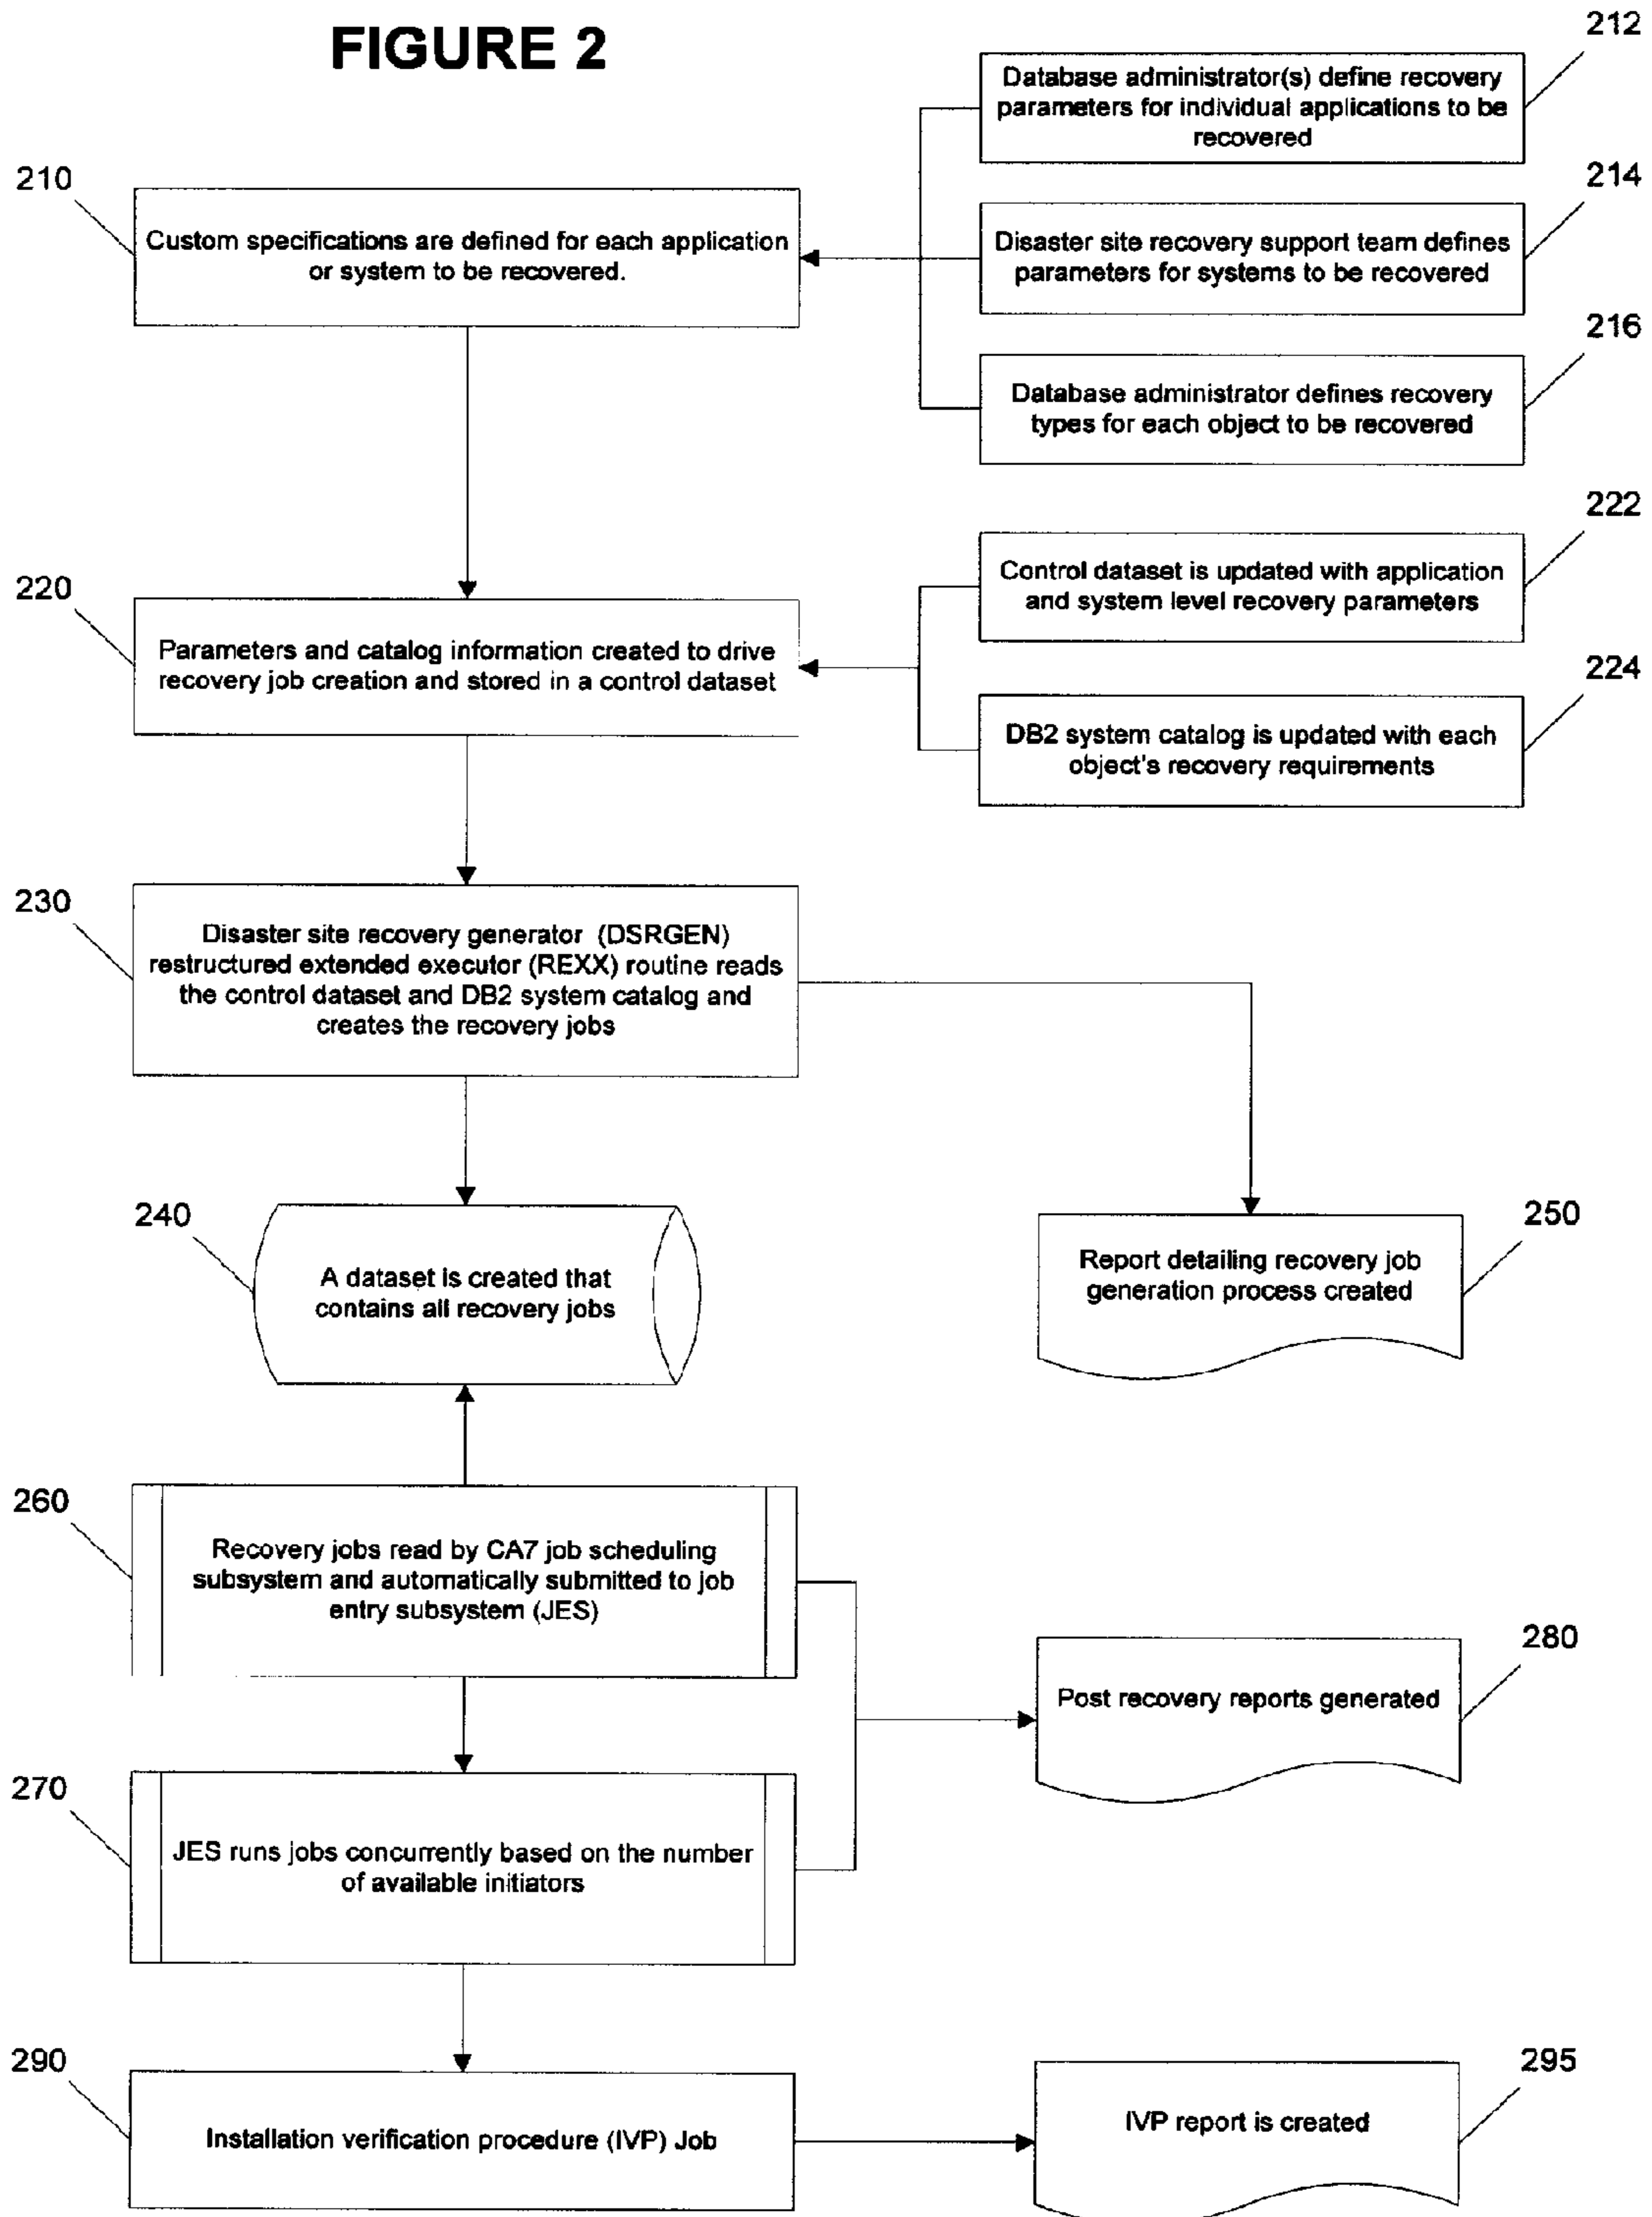 FIGURE 2
212
Database administrator(s) define recovery
parameters for individual applications to be
recovered
210
Custom specifications are defined for each application
or system to be recovered.
214
Disaster site recovery support team defines
parameters for systems to be recovered
216
Database administrator defines recovery
types for each object to be recovered
222
Control dataset is updated with application
and system level recovery parameters
220
Parameters and catalog information created to drive
recovery job creation and stored in a control dataset
224
DB2 system catalog is updated with each
object's recovery requirements
230
Disaster site recovery generator (DSRGEN)
restructured extended executor (REXX) routine reads
the control dataset and DB2 system catalog and
creates the recovery jobs
240
A dataset is created that
contains all recovery jobs
250
Report detailing recovery job
generation process created
260
Recovery jobs read by CA7 job scheduling
subsystem and automatically submitted to job
entry subsystem (JES)
280
Post recovery reports generated
270
JES runs jobs concurrently based on the number
of available initiators
290
Installation verification procedure (IVP) Job
295
IVP report is created